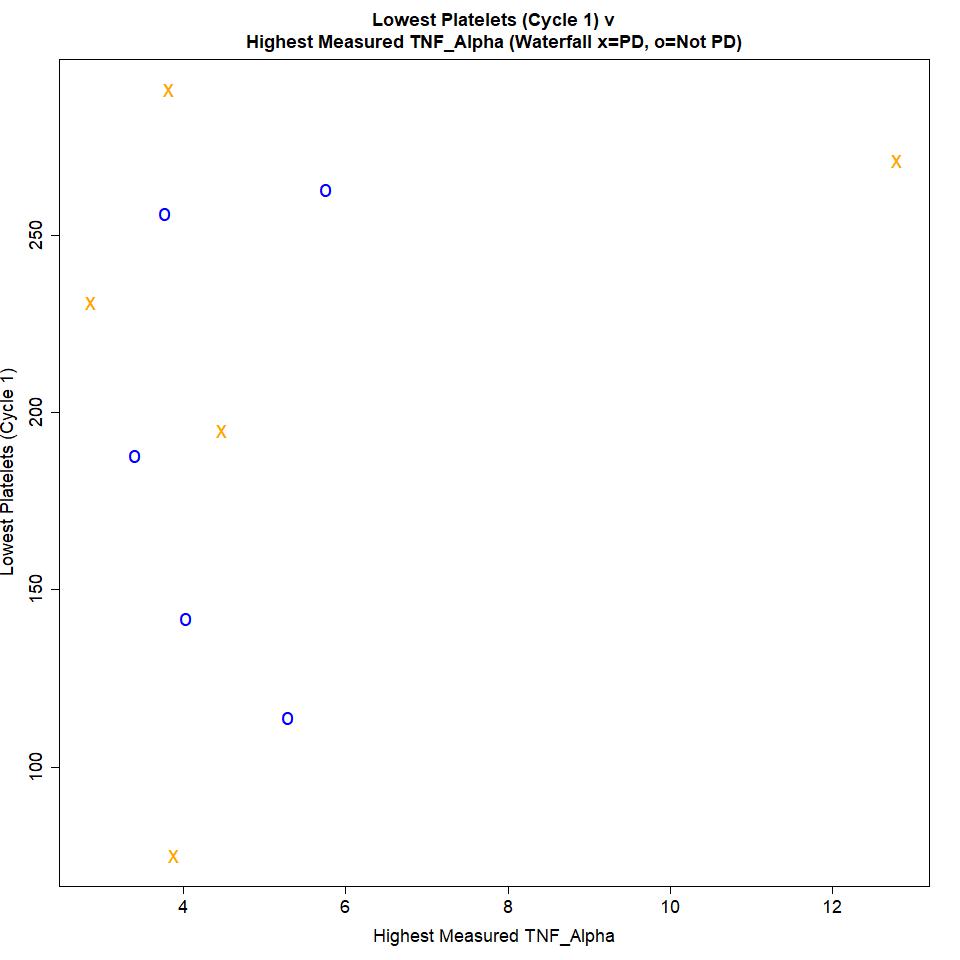 Lowest Platelets (Cycle 1) v
Highest Measured TNF_Alpha (Waterfall x=PD, o=Not PD)
X
X
O
O
250
X
Lowest Platelets (Cycle 1)
200
X
O
150
O
O
100
X
4 6 8 10 12
Highest Measured TNF_Alpha